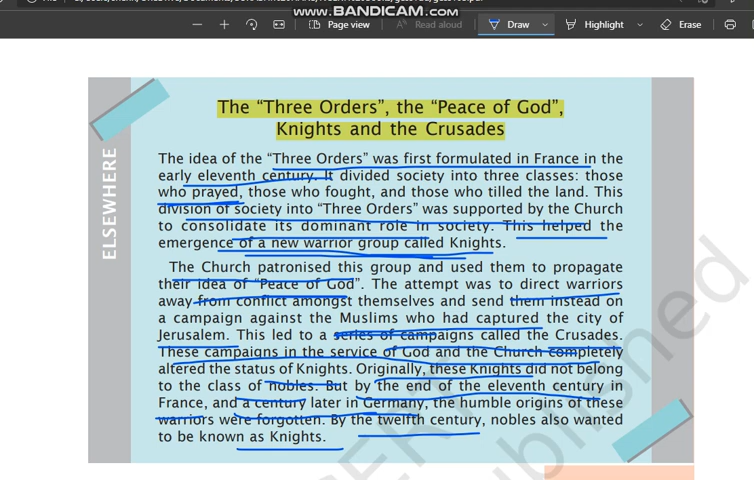 www.BANDICAM.com
Page view
Read aloud
Draw
Highlight
Erase
The "Three Orders", the "Peace of God",
Knights and the Crusades
ELSEWHERE
The idea of the "Three Orders" was first formulated in France in the
early eleventh century. It divided society into three classes: those
who prayed, those who fought, and those who tilled the land. This
division of society into "Three Orders" was supported by the Church
to consolidate its dominant role in society. This helped the
emergence of a new warrior group called Knights.
The Church patronised this group and used them to propagate
their idea of "Peace of God". The attempt was to direct warriors
away from conflict amongst themselves and send them instead on
a campaign against the Muslims who had captured the city of
Jerusalem. This led to a series of campaigns called the Crusades.
These campaigns in the service of God and the Church completely
altered the status of Knights. Originally, these Knights did not belong
to the class of nobles. But by the end of the eleventh century in
France, and a century later in Germany, the humble origins of these
warriors were forgotten. By the twelfth century, nobles also wanted
to be known as Knights.